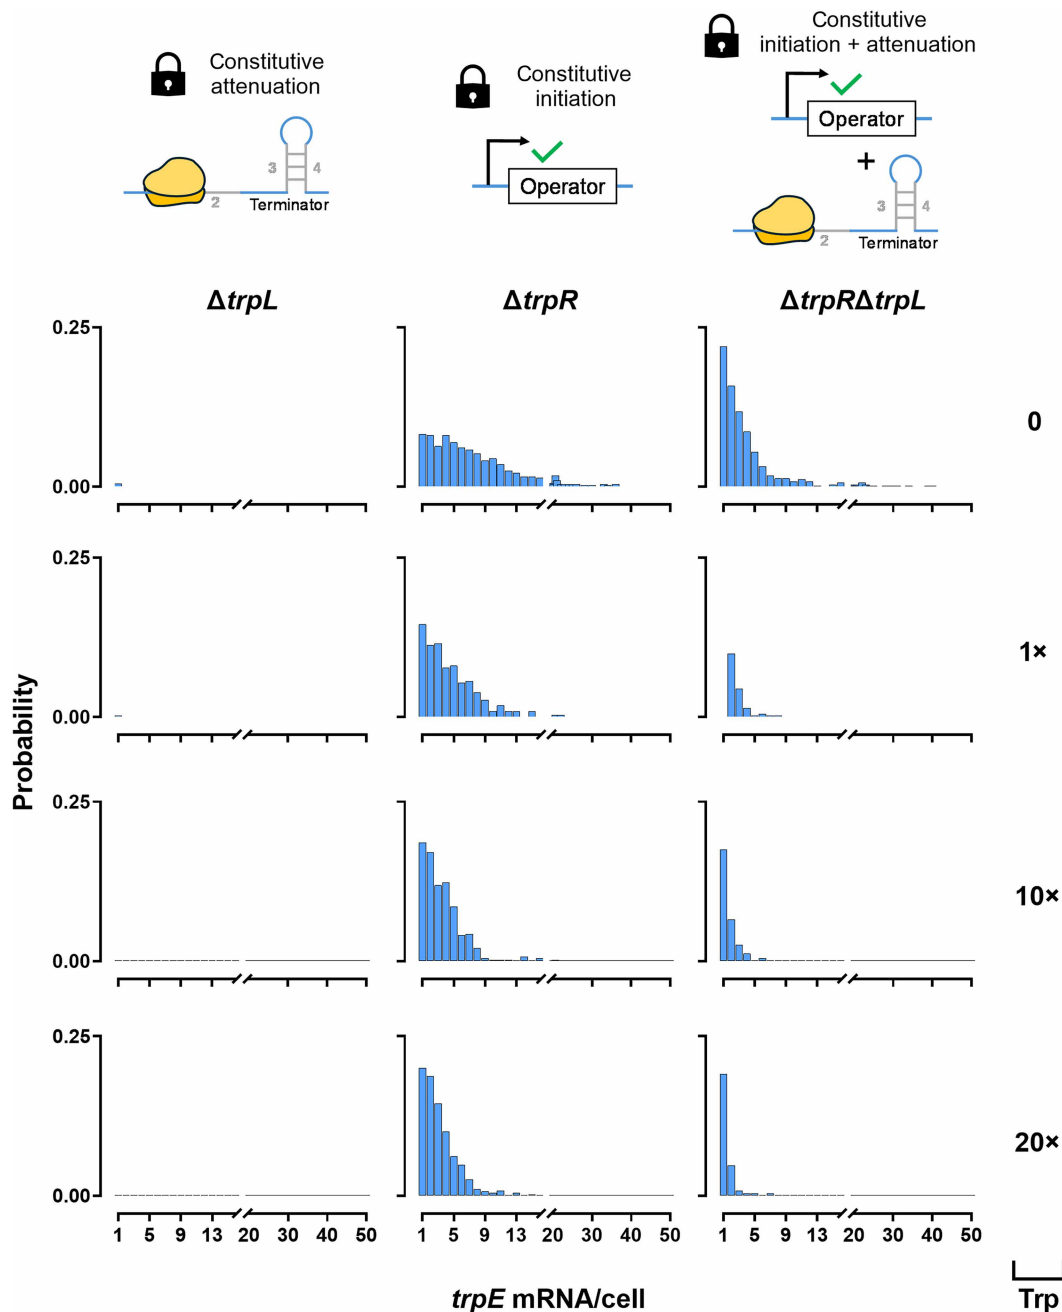 Constitutive
attenuation
3 4
2
Terminator
Constitutive
initiation
Operator
Constitutive
initiation + attenuation
Operator
+
3 4
2
Terminator
ΔtrpL ΔtrpR ΔtrpRΔtrpL
0.25
0.00
0
0.25
0.00
1×
0.25
0.00
10×
0.25
0.00
20×
Probability
1 5 9 13 20 30 40 50
1 5 9 13 20 30 40 50
1 5 9 13 20 30 40 50
trpE mRNA/cell
Trp